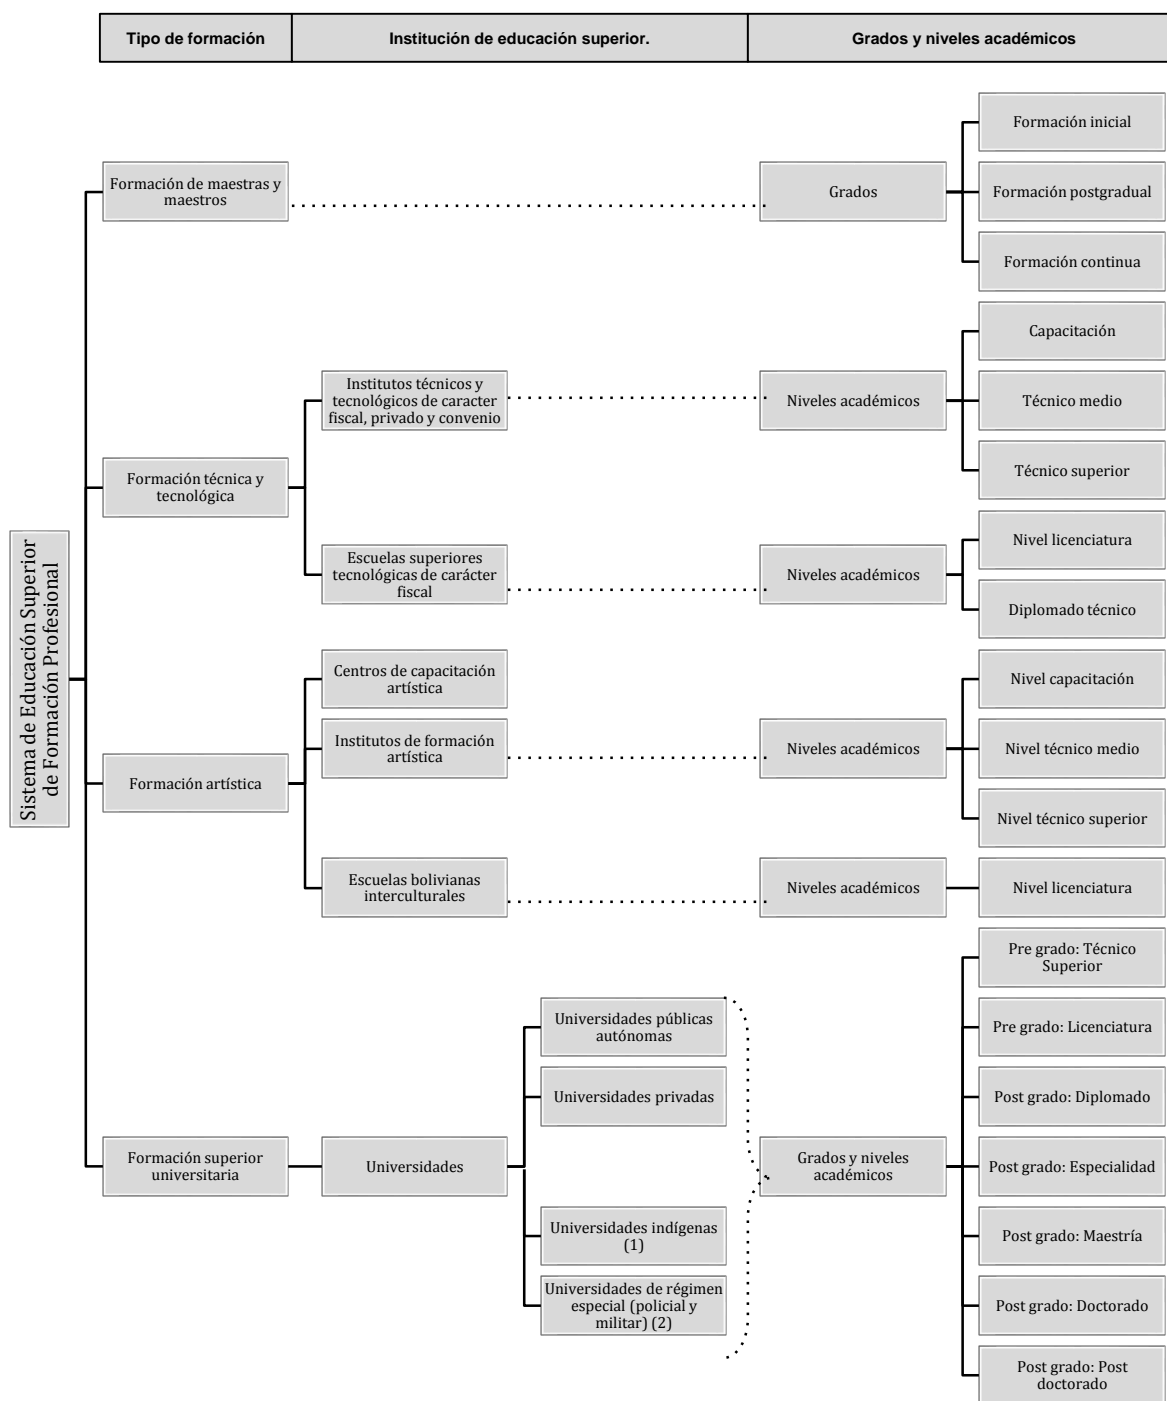 Tipo de formación
Institución de educación superior.
Grados y niveles académicos
Sistema de Educación Superior
de Formación Profesional
Formación de maestras y
maestros
Grados
Formación inicial
Formación postgradual
Formación continua
Formación técnica y
tecnológica
Institutos técnicos y
tecnológicos de caracter
fiscal, privado y convenio
Niveles académicos
Capacitación
Técnico medio
Técnico superior
Escuelas superiores
tecnológicas de carácter
fiscal
Niveles académicos
Nivel licenciatura
Diplomado técnico
Formación artística
Centros de capacitación
artística
Institutos de formación
artística
Niveles académicos
Nivel capacitación
Nivel técnico medio
Nivel técnico superior
Escuelas bolivianas
interculturales
Niveles académicos
Nivel licenciatura
Formación superior
universitaria
Universidades
Universidades públicas
autónomas
Universidades privadas
Universidades indígenas
(1)
Universidades de régimen
especial (policial y
militar) (2)
Grados y niveles
académicos
Pre grado: Técnico
Superior
Pre grado: Licenciatura
Post grado: Diplomado
Post grado: Especialidad
Post grado: Maestría
Post grado: Doctorado
Post grado: Post
doctorado